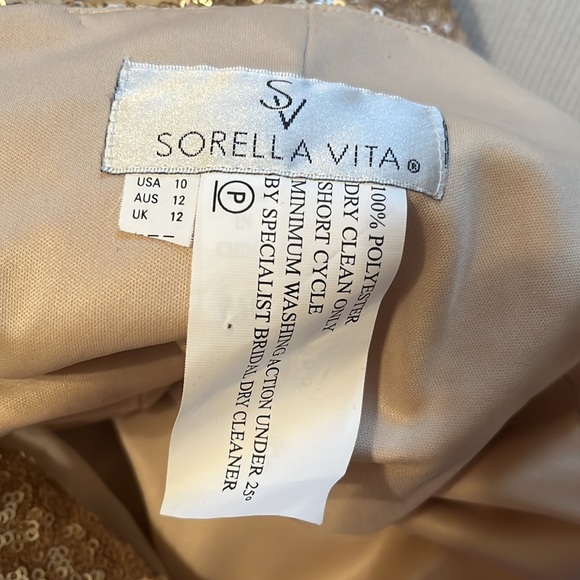 SV
SORELLA VITA®
USA 10
AUS 12
UK 12
P
100% POLYESTER
DRY CLEAN ONLY
SHORT CYCLE
MINIMUM WASHING ACTION UNDER 25°
BY SPECIALIST BRIDAL DRY CLEANER